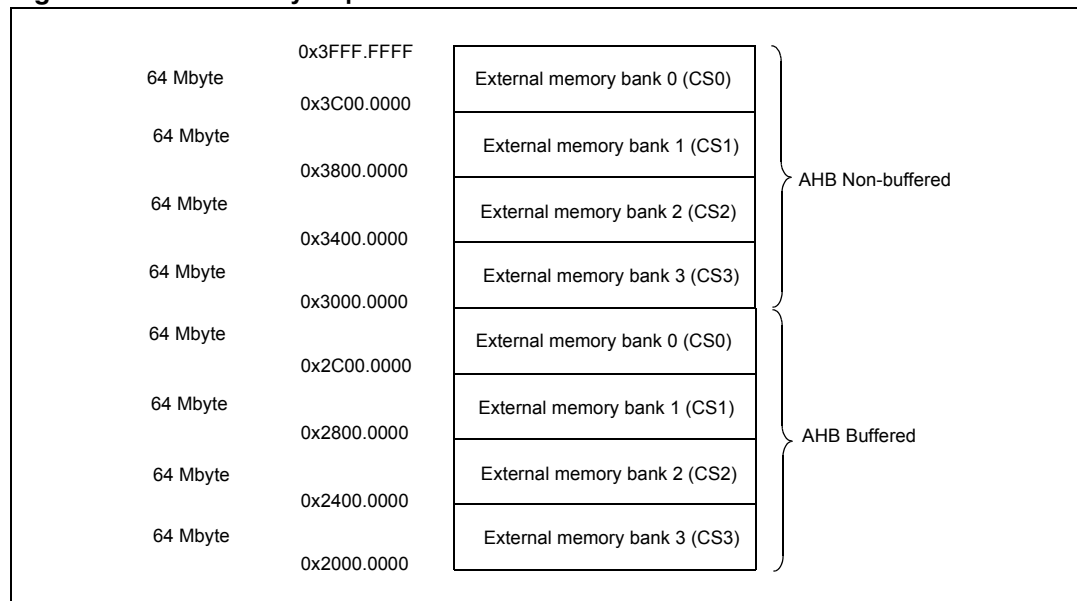 0x3FFF.FFFF
64 Mbyte
External memory bank 0 (CS0)
0x3C00.0000
64 Mbyte
External memory bank 1 (CS1)
0x3800.0000
AHB Non-buffered
64 Mbyte
External memory bank 2 (CS2)
0x3400.0000
64 Mbyte
External memory bank 3 (CS3)
0x3000.0000
64 Mbyte
External memory bank 0 (CS0)
0x2C00.0000
64 Mbyte
External memory bank 1 (CS1)
0x2800.0000
AHB Buffered
64 Mbyte
External memory bank 2 (CS2)
0x2400.0000
64 Mbyte
External memory bank 3 (CS3)
0x2000.0000